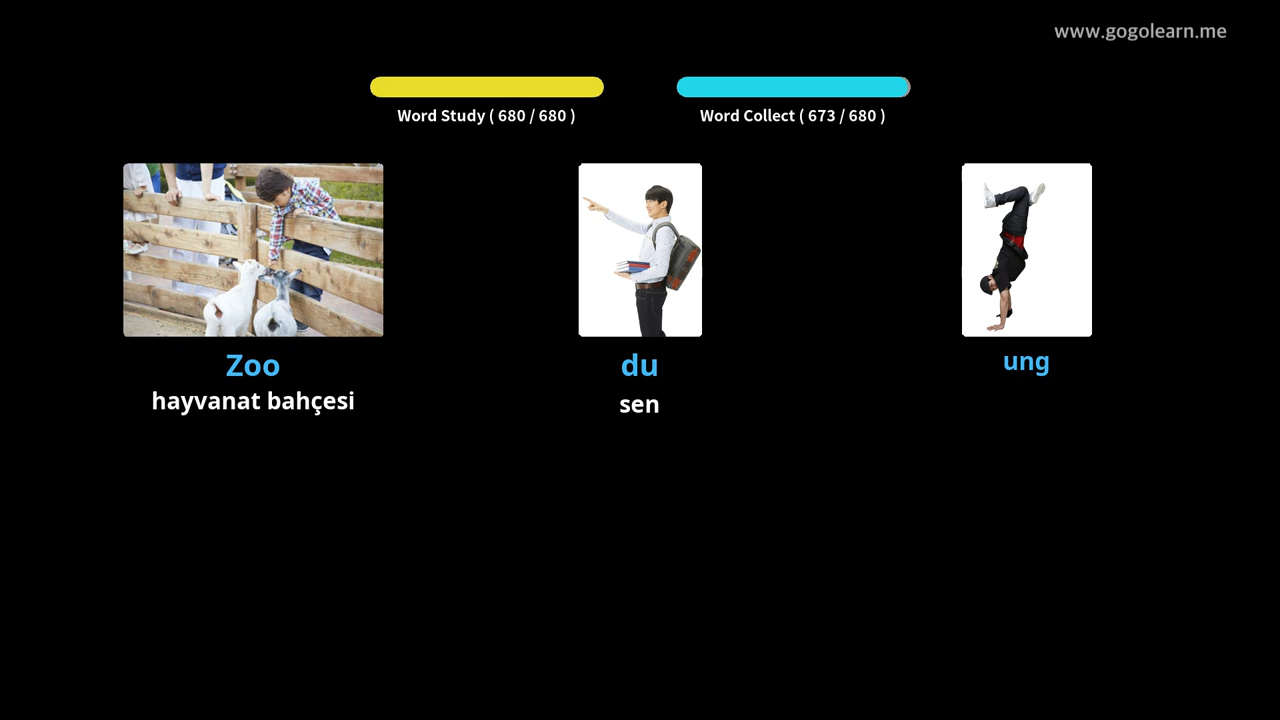 www.gogolearn.me
Word Study ( 680 / 680 )
Word Collect ( 673 / 680 )
Zoo
hayvanat bahçesi
du
sen
ung